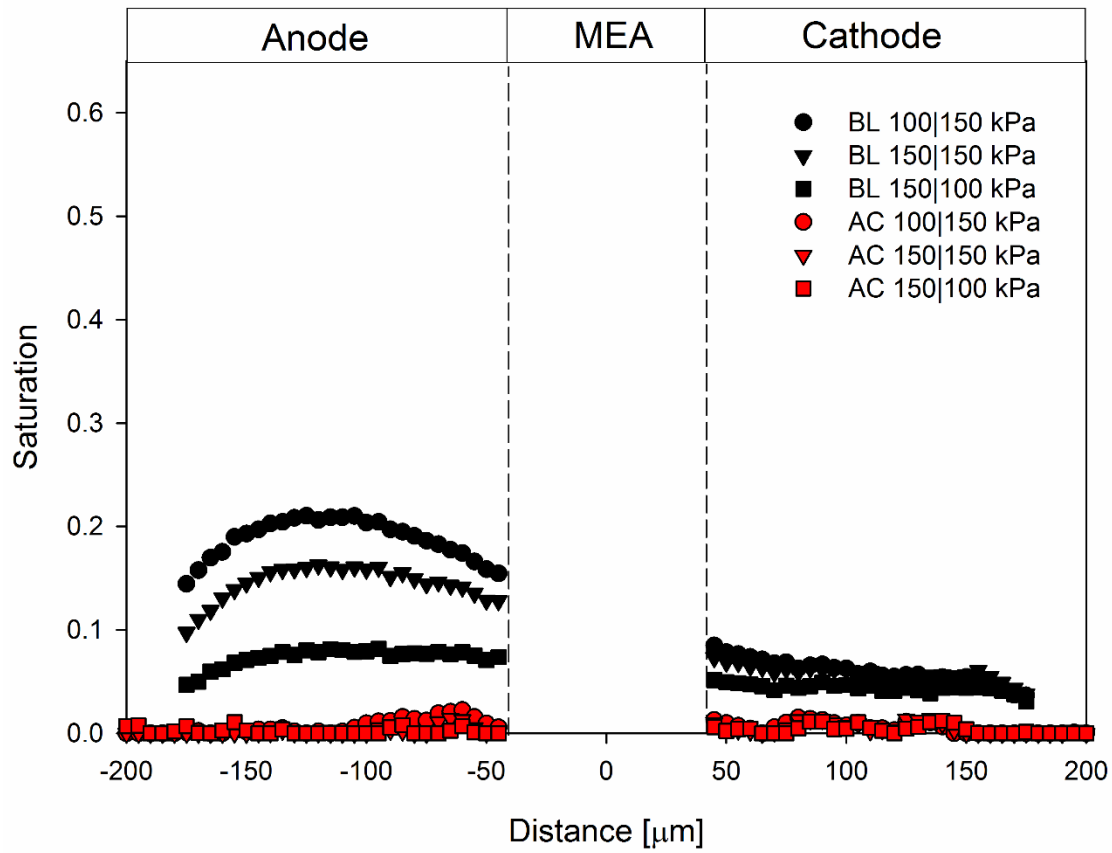 Anode MEA Cathode
0.6
0.5
0.4
0.3
0.2
0.1
0.0
Saturation
BL 100|150 kPa
BL 150|150 kPa
BL 150|100 kPa
AC 100|150 kPa
AC 150|150 kPa
AC 150|100 kPa
-200 -150 -100 -50 0 50 100 150 200
Distance [μm]